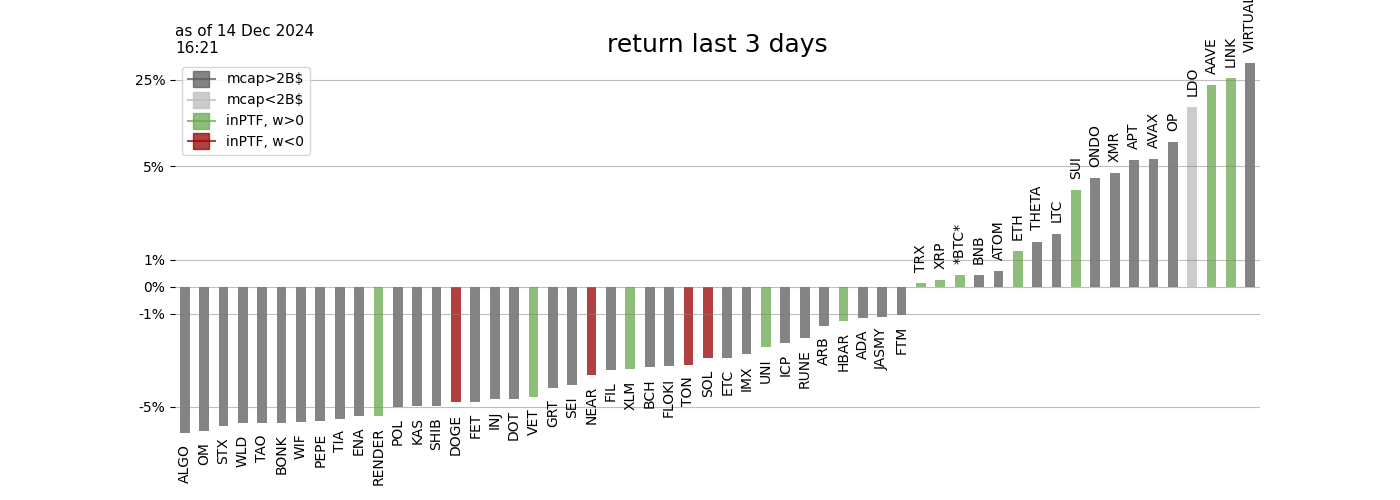 as of 14 Dec 2024
16:21
return last 3 days
mcap>2B$
mcap<2B$
inPTF, w>0
inPTF, w<0
25%
5%
1%
0%
-1%
-5%
ALGO
OM
STX
WLD
TAO
BONK
WIF
PEPE
TIA
ENA
RENDER
POL
KAS
SHIB
DOGE
FET
INJ
DOT
VET
GRT
SEI
NEAR
FIL
XLM
BCH
FLOKI
TON
SOL
ETC
IMX
UNI
ICP
RUNE
ARB
HBAR
ADA
JASMY
FTM
TRX
XRP
*BTC*
BNB
ATOM
ETH
THETA
LTC
SUI
ONDO
XMR
APT
AVAX
OP
LDO
AAVE
LINK
VIRTUAL